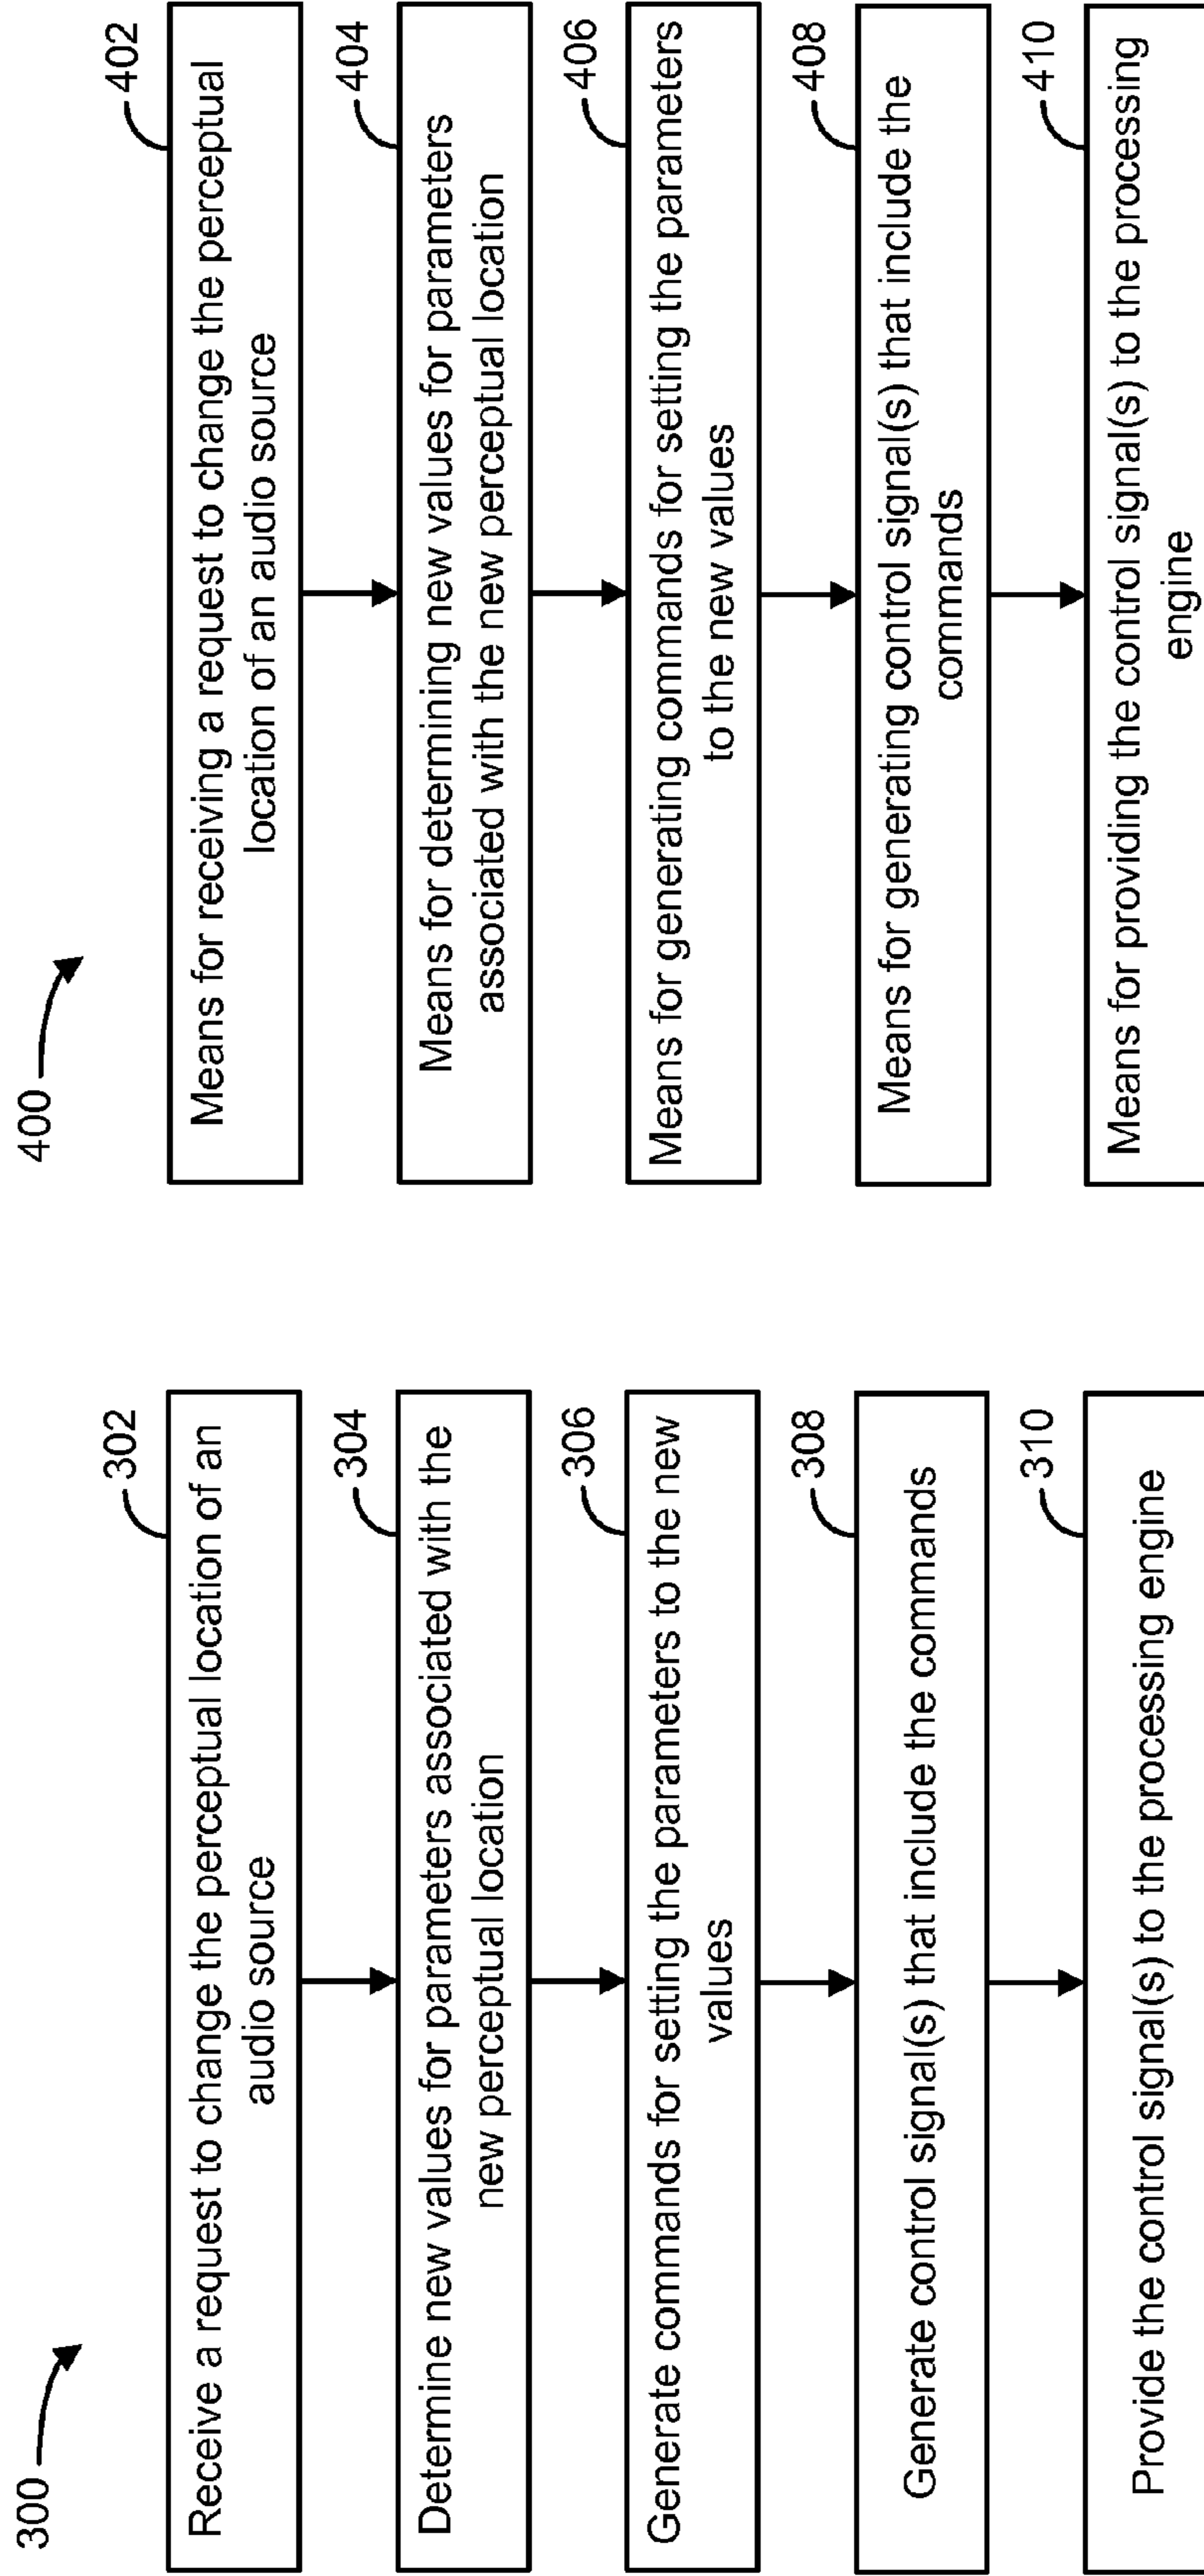 300
Receive a request to change the perceptual location of an
audio source
302
Determine new values for parameters associated with the
new perceptual location
304
Generate commands for setting the parameters to the new
values
306
Generate control signal(s) that include the commands
308
Provide the control signal(s) to the processing engine
310
400
Means for receiving a request to change the perceptual
location of an audio source
402
Means for determining new values for parameters
associated with the new perceptual location
404
Means for generating commands for setting the parameters
to the new values
406
Means for generating control signal(s) that include the
commands
408
Means for providing the control signal(s) to the processing
engine
410